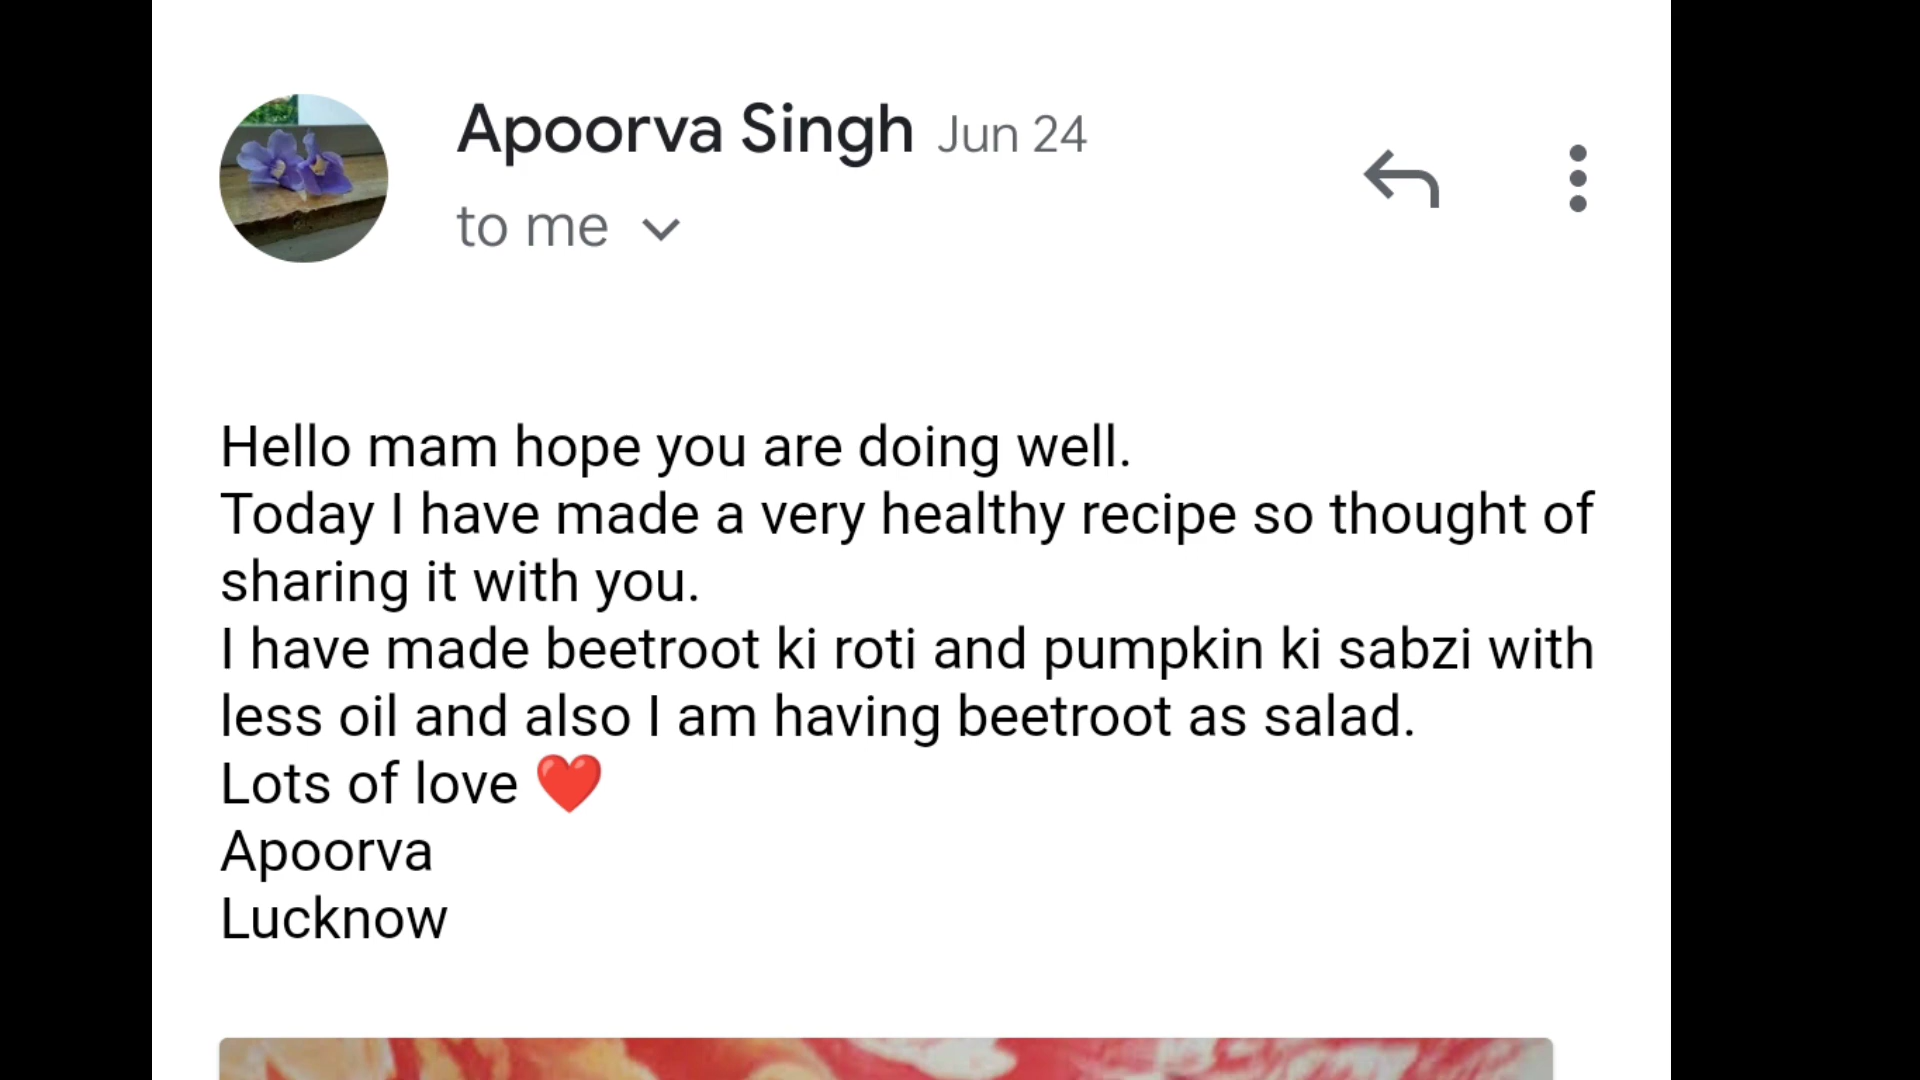 Apoorva Singh Jun 24
to me
Hello mam hope you are doing well.
Today I have made a very healthy recipe so thought of
sharing it with you.
I have made beetroot ki roti and pumpkin ki sabzi with
less oil and also I am having beetroot as salad.
Lots of love ❤️
Apoorva
Lucknow